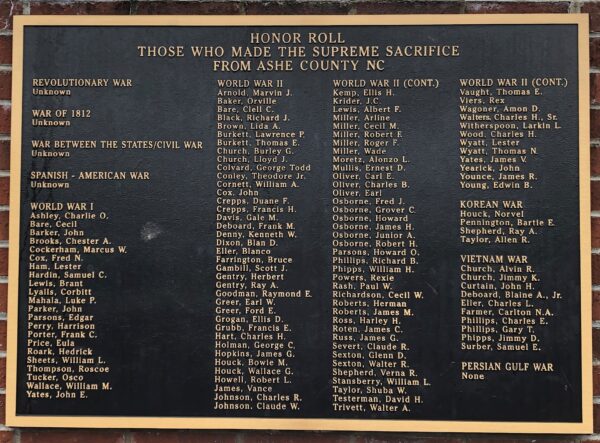 HONOR ROLL
THOSE WHO MADE THE SUPREME SACRIFICE
FROM ASHE COUNTY NC
REVOLUTIONARY WAR
Unknown
WAR OF 1812
Unknown
WAR BETWEEN THE STATES/CIVIL WAR
Unknown
SPANISH - AMERICAN WAR
Unknown
WORLD WAR I
Ashley, Charlie O.
Bare, Cecil
Barker, John
Brooks, Chester A.
Cockerham, Marcus W.
Cox, Fred N.
Ham, Lester
Hardin, Samuel C.
Lewis, Brant
Lyalls, Corbitt
Mahala, Luke P.
Parker, John
Parsons, Edgar
Perry, Harrison
Porter, Frank C.
Price, Eula
Roark, Hedrick
Sheets, William L.
Thompson, Roscoe
Tucker, Osco
Wallace, William M.
Yates, John E.
WORLD WAR II
Arnold, Marvin J.
Baker, Orville
Bare, Clell C.
Black, Richard J.
Brown, Lida A.
Burkett, Lawrence P.
Burkett, Thomas E.
Church, Burley G.
Church, Lloyd J.
Colvard, George Todd
Conley, Theodore Jr.
Cornett, William A.
Cox, John
Crepps, Duane F.
Crepps, Francis H.
Davis, Gale M.
Deboard, Frank M.
Denny, Kenneth W.
Dixon, Blan D.
Eller, Blanco
Farrington, Bruce
Gambill, Scott J.
Gentry, Herbert
Gentry, Ray A.
Goodman, Raymond E.
Greer, Earl W.
Greer, Ford E.
Grogan, Ellis D.
Grubb, Francis E.
Hart, Charles H.
Holman, George C.
Hopkins, James G.
Houck, Bowie M.
Houck, Wallace G.
Howell, Robert L.
James, Vance
Johnson, Charles R.
Johnson, Claude W.
WORLD WAR II (CONT.)
Kemp, Ellis H.
Krider, J.C.
Lewis, Albert F.
Miller, Arline
Miller, Cecil M.
Miller, Robert F.
Miller, Roger F.
Miller, Wade
Moretz, Alonzo L.
Mullis, Ernest D.
Oliver, Carl E.
Oliver, Charles B.
Oliver, Earl
Osborne, Fred J.
Osborne, Grover C.
Osborne, Howard
Osborne, James H.
Osborne, Junior A.
Osborne, Robert H.
Parsons, Howard O.
Phillips, Richard B.
Phipps, William H.
Powers, Rexie
Rash, Paul W.
Richardson, Cecil W.
Roberts, Herman
Roberts, James M.
Ross, Harley H.
Roten, James C.
Russ, James G.
Severt, Claude R.
Sexton, Glenn D.
Sexton, Walter R.
Shepherd, Verna R.
Stansberry, William L.
Taylor, Shuba W.
Testerman, David H.
Trivett, Walter A.
WORLD WAR II (CONT.)
Vaught, Thomas E.
Viers, Rex
Wagoner, Amon D.
Walters, Charles H., Sr.
Witherspoon, Larkin L.
Wood, Charles H.
Wyatt, Lester
Wyatt, Thomas N.
Yates, James V.
Yearick, John
Younce, James R.
Young, Edwin B.
KOREAN WAR
Houck, Norvel
Pennington, Bartie E.
Shepherd, Ray A.
Taylor, Allen R.
VIETNAM WAR
Church, Alvin R.
Church, Jimmy K.
Curtain, John H.
Deboard, Blaine A., Jr.
Eller, Charles L.
Farmer, Carlton N.A.
Phillips, Charles E.
Phillips, Gary T.
Phipps, Jimmy D.
Surber, Samuel E.
PERSIAN GULF WAR
None